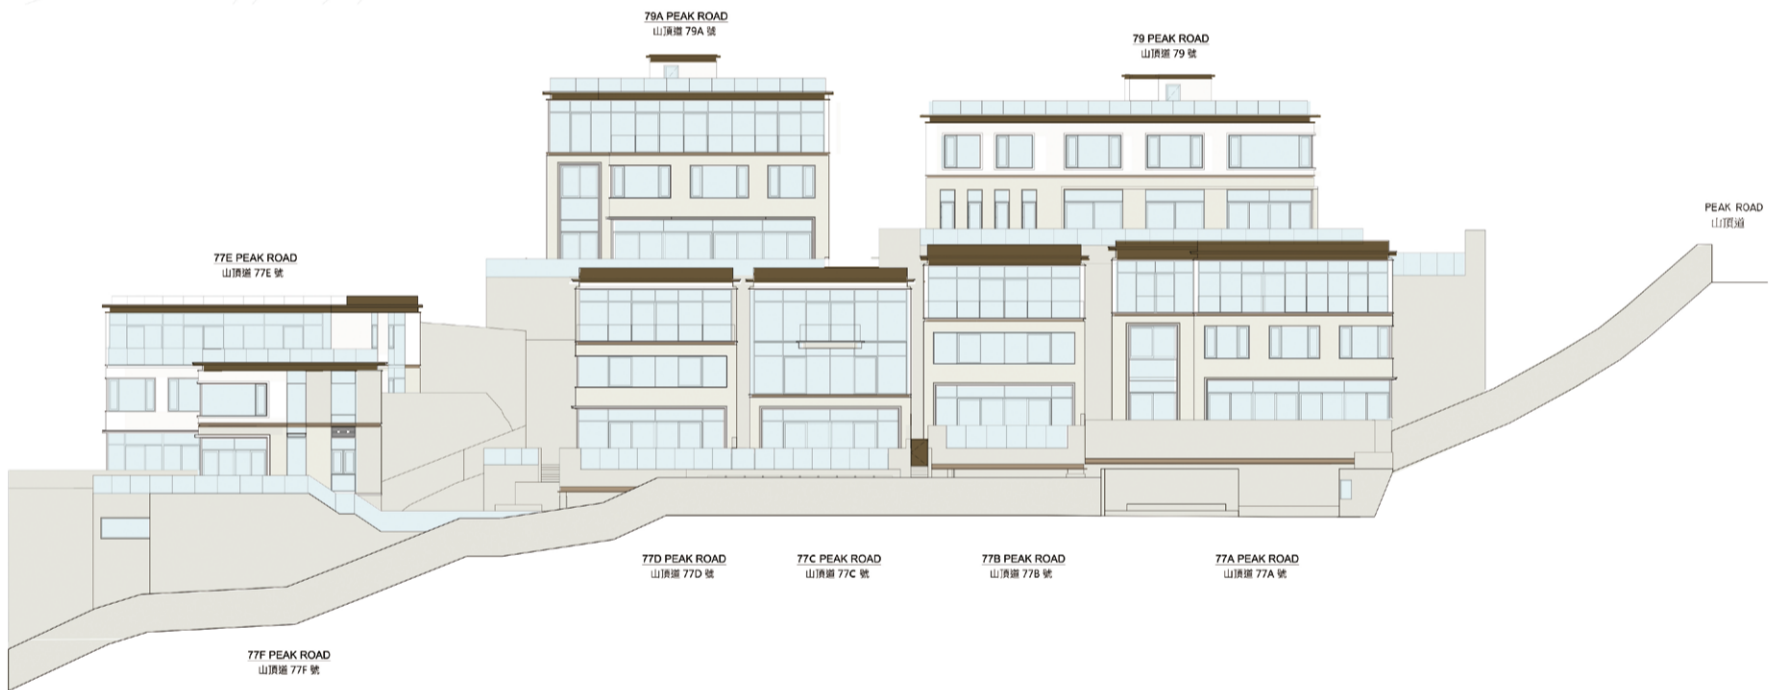 79A PEAK ROAD
山頂道 79A 號
79 PEAK ROAD
山頂道 79 號
PEAK ROAD
山頂道
77E PEAK ROAD
山頂道 77E 號
77D PEAK ROAD
山頂道 77D 號
77C PEAK ROAD
山頂道 77C 號
77B PEAK ROAD
山頂道 77B 號
77A PEAK ROAD
山頂道 77A 號
77F PEAK ROAD
山頂道 77F 號